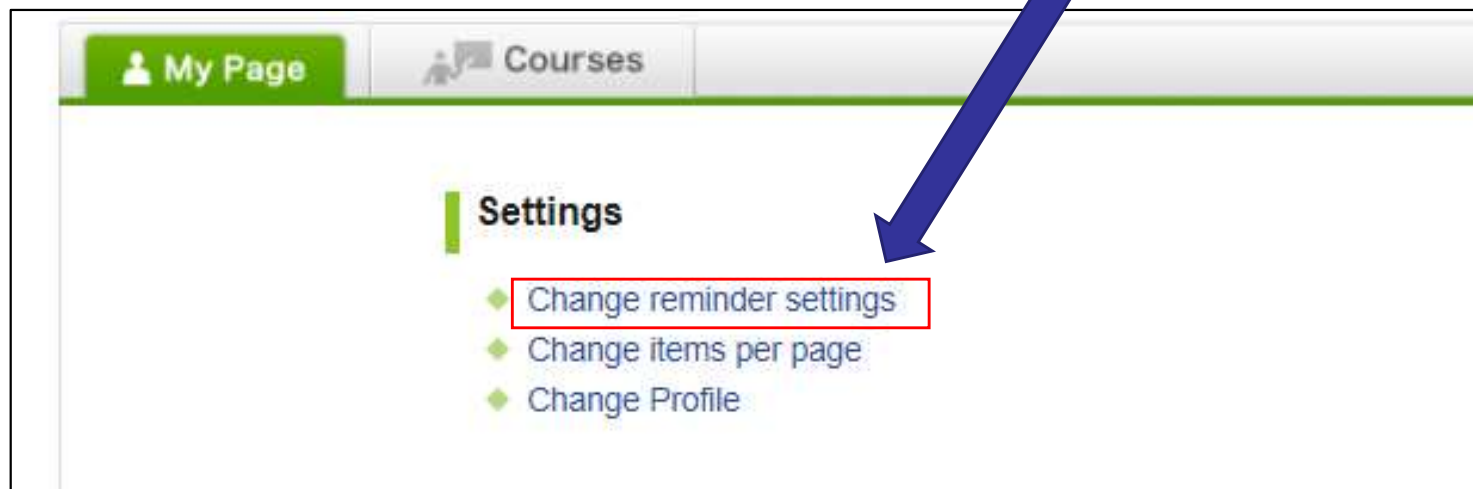 My Page
Courses
Settings
Change reminder settings
Change items per page
Change Profile